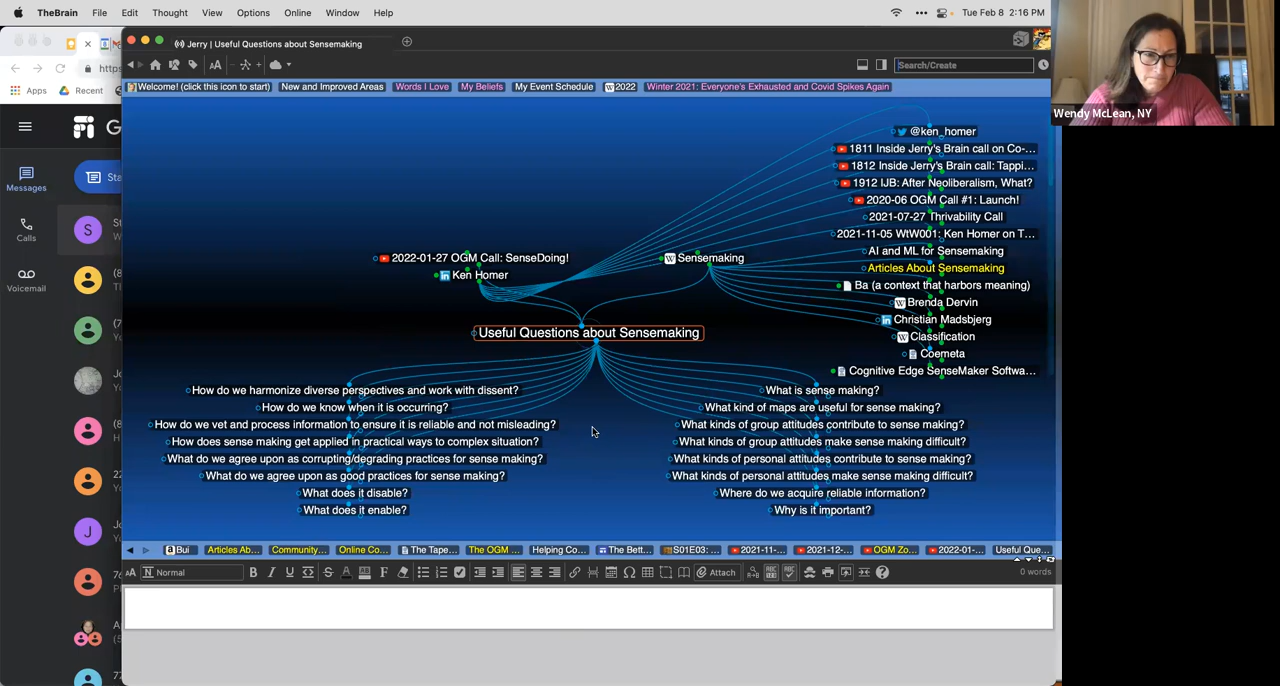 TheBrain File Edit Thought View Options Online Window Help Tue Feb 8 2:16 PM
Jerry | Useful Questions about Sensemaking
https
Apps Recent
AA
Search/Create
Welcome! (click this icon to start) New and Improved Areas Words I Love My Beliefs My Event Schedule 2022 Winter 2021: Everyone's Exhausted and Covid Spikes Again
Wendy McLean, NY
G
Messages
Sta
Calls
Voicemail
S
J
@ken_homer
1811 Inside Jerry's Brain call on Co-...
1812 Inside Jerry's Brain call: Tappi...
1912 IJB: After Neoliberalism, What?
2020-06 OGM Call #1: Launch!
2021-07-27 Thrivability Call
2021-11-05 WtW001: Ken Homer on T...
AI and ML for Sensemaking
Articles About Sensemaking
Ba (a context that harbors meaning)
Brenda Dervin
Christian Madsbjerg
Classification
Coemeta
Cognitive Edge SenseMaker Softwa...
2022-01-27 OGM Call: SenseDoing!
Ken Homer
Sensemaking
Useful Questions about Sensemaking
How do we harmonize diverse perspectives and work with dissent?
How do we know when it is occurring?
How do we vet and process information to ensure it is reliable and not misleading?
How does sense making get applied in practical ways to complex situation?
What do we agree upon as corrupting/degrading practices for sense making?
What do we agree upon as good practices for sense making?
What does it disable?
What does it enable?
What is sense making?
What kind of maps are useful for sense making?
What kinds of group attitudes contribute to sense making?
What kinds of group attitudes make sense making difficult?
What kinds of personal attitudes contribute to sense making?
What kinds of personal attitudes make sense making difficult?
Where do we acquire reliable information?
Why is it important?
Bui Articles Ab... Community... Online Co... The Tape... The OGM ... Helping Co... The Bett... S01E03: ... 2021-11-... 2021-12-... OGM Zo... 2022-01-... Useful Que...
AA N Normal B I U S A F Attach 0 words